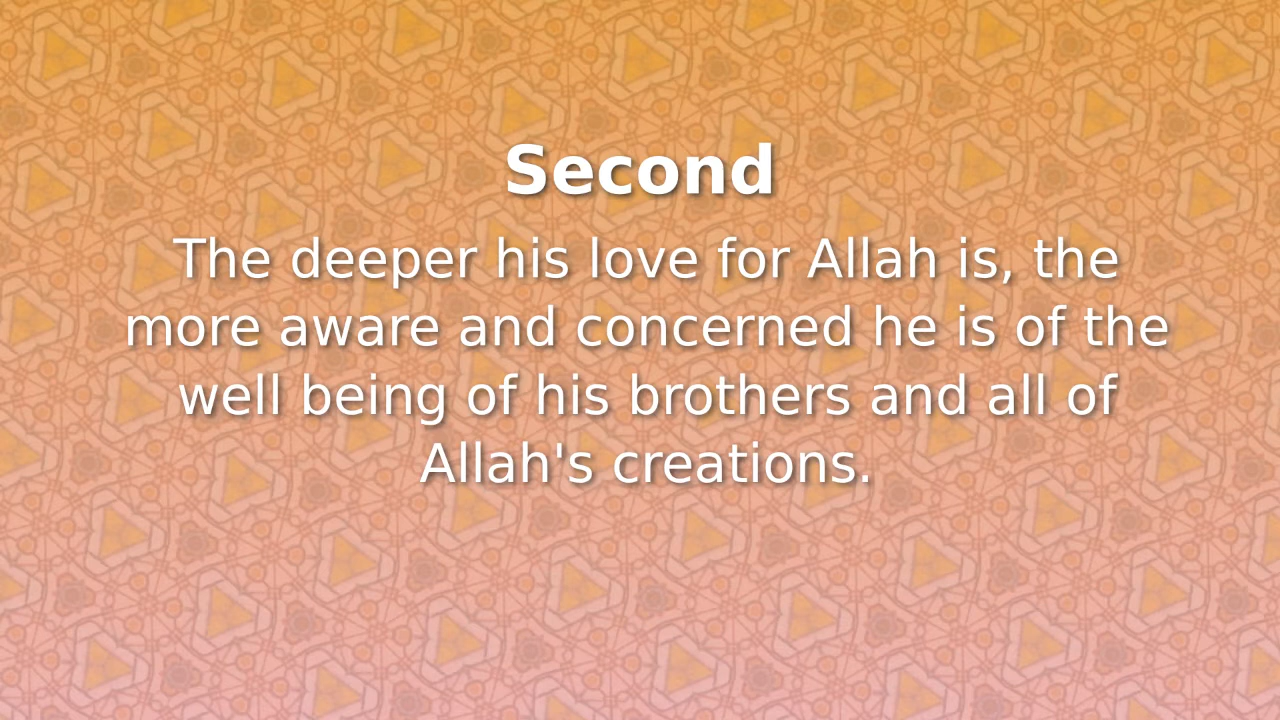 Second
The deeper his love for Allah is, the
more aware and concerned he is of the
well being of his brothers and all of
Allah's creations.